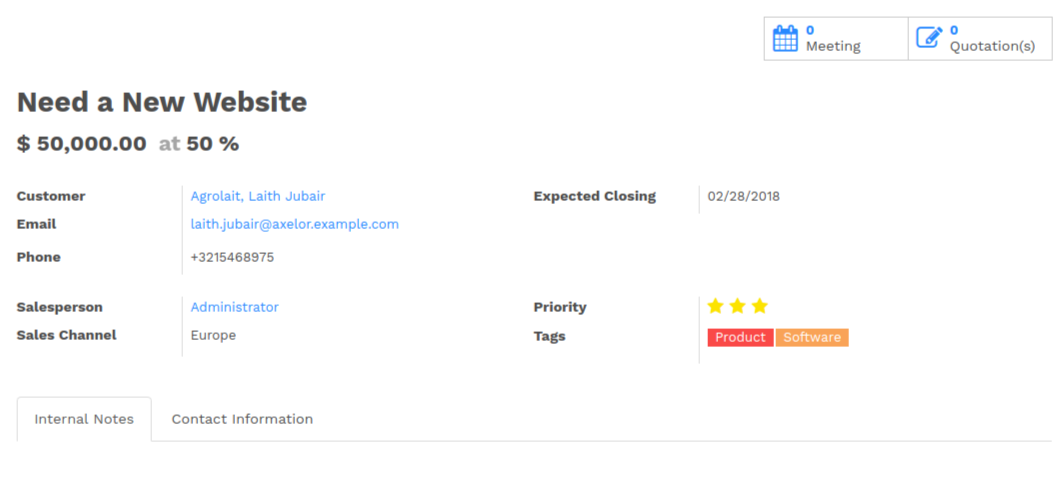 0
Meeting
0
Quotation(s)
Need a New Website
$ 50,000.00 at 50 %
Customer Agrolait, Laith Jubair Expected Closing 02/28/2018
Email laith.jubair@axelor.example.com
Phone +3215468975
Salesperson Administrator Priority
Sales Channel Europe Tags Product Software
Internal Notes Contact Information